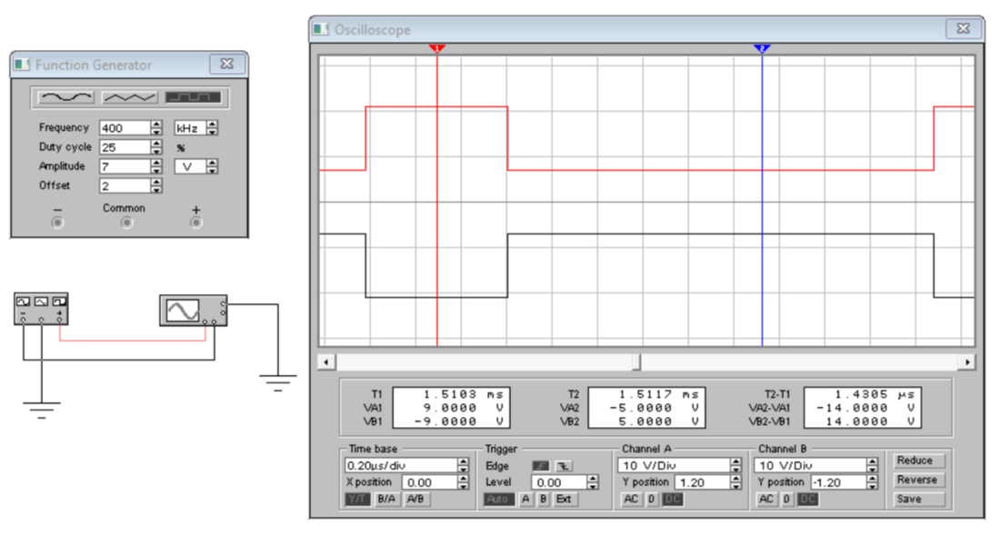 Oscilloscope
Function Generator
1
2
Frequency 400 kHz
Duty cycle 25 %
Amplitude 7 V
Offset 2
− Common +
− +
T1 1.5103 ms
VA1 9.0000 V
VB1 -9.0000 V
T2 1.5117 ms
VA2 -5.0000 V
VB2 5.0000 V
T2-T1 1.4305 µs
VA2-VA1 -14.0000 V
VB2-VB1 14.0000 V
Time base
0.20µs/div
X position 0.00
Y/T B/A A/B
Trigger
Edge
Level 0.00
Auto A B Ext
Channel A
10 V/Div
Y position 1.20
AC 0 DC
Channel B
10 V/Div
Y position -1.20
AC 0 DC
Reduce
Reverse
Save